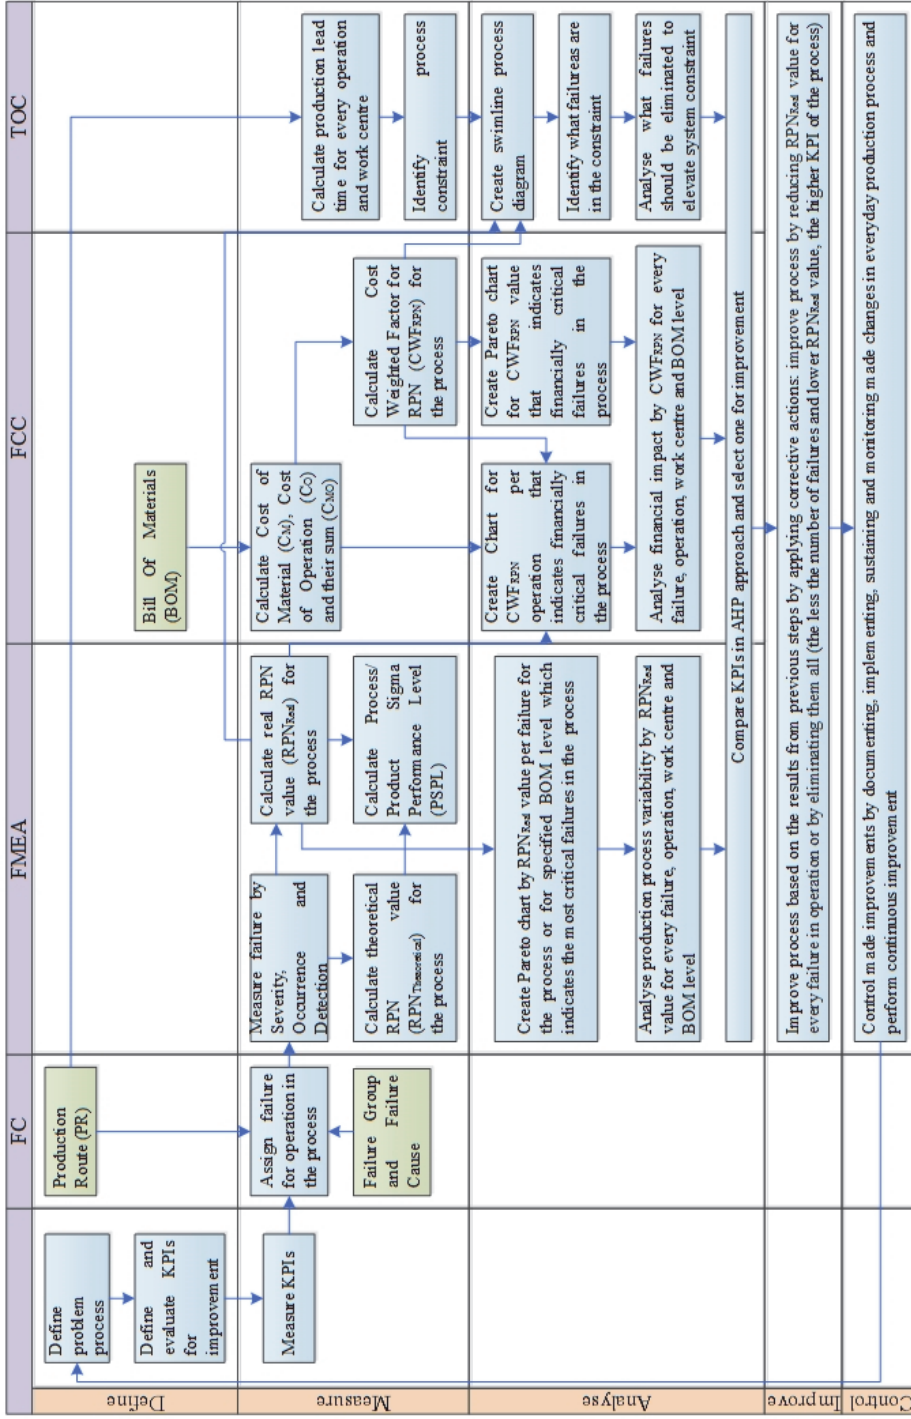 FC
FMEA
FCC
TOC
Define
Define
problem
process
Define and
evaluate KPIs
for
improvement
Production
Route (PR)
Bill Of Materials
(BOM)
Measure
Measure KPIs
Assign failure
for operation in
the process
Failure Group
and Failure
Cause
Measure failure by
Severity,
Occurrence and
Detection
Calculate theoretical
RPN value
(RPNTheoretical) for
the process
Calculate real RPN
value (RPNReal) for
the process
Calculate Process/
Product Sigma
Performance Level
(PSPL)
Calculate Cost of
Material (CM), Cost
of Operation (CO)
and their sum (CMO)
Calculate Cost
Weighted Factor for
RPN (CWFRPN) for
the process
Calculate production lead
time for every operation
and work centre
Identify process
constraint
Analyse
Create Pareto chart by RPNReal value per failure for
the process or for specified BOM level which
indicates the most critical failures in the process
Analyse production process variability by RPNReal
value for every failure, operation, work centre and
BOM level
Create Chart for
CWFRPN per
operation that
indicates financially
critical failures in
the process
Create Pareto chart
for CWFRPN value
that indicates
financially critical
failures in the
process
Analyse financial impact by CWFRPN for every
failure, operation, work centre and BOM level
Create swimline process
diagram
Identify what failureas are
in the constraint
Analyse what failures
should be eliminated to
elevate system constraint
Compare KPIs in AHP approach and select one for improvement
Improve
Improve process based on the results from previous steps by applying corrective actions: improve process by reducing RPNReal value for
every failure in operation or by eliminating them all (the less the number of failures and lower RPNReal value, the higher KPI of the process)
Control
Control made improvements by documenting, implementing, sustaining and monitoring made changes in everyday production process and
perform continuous improvement